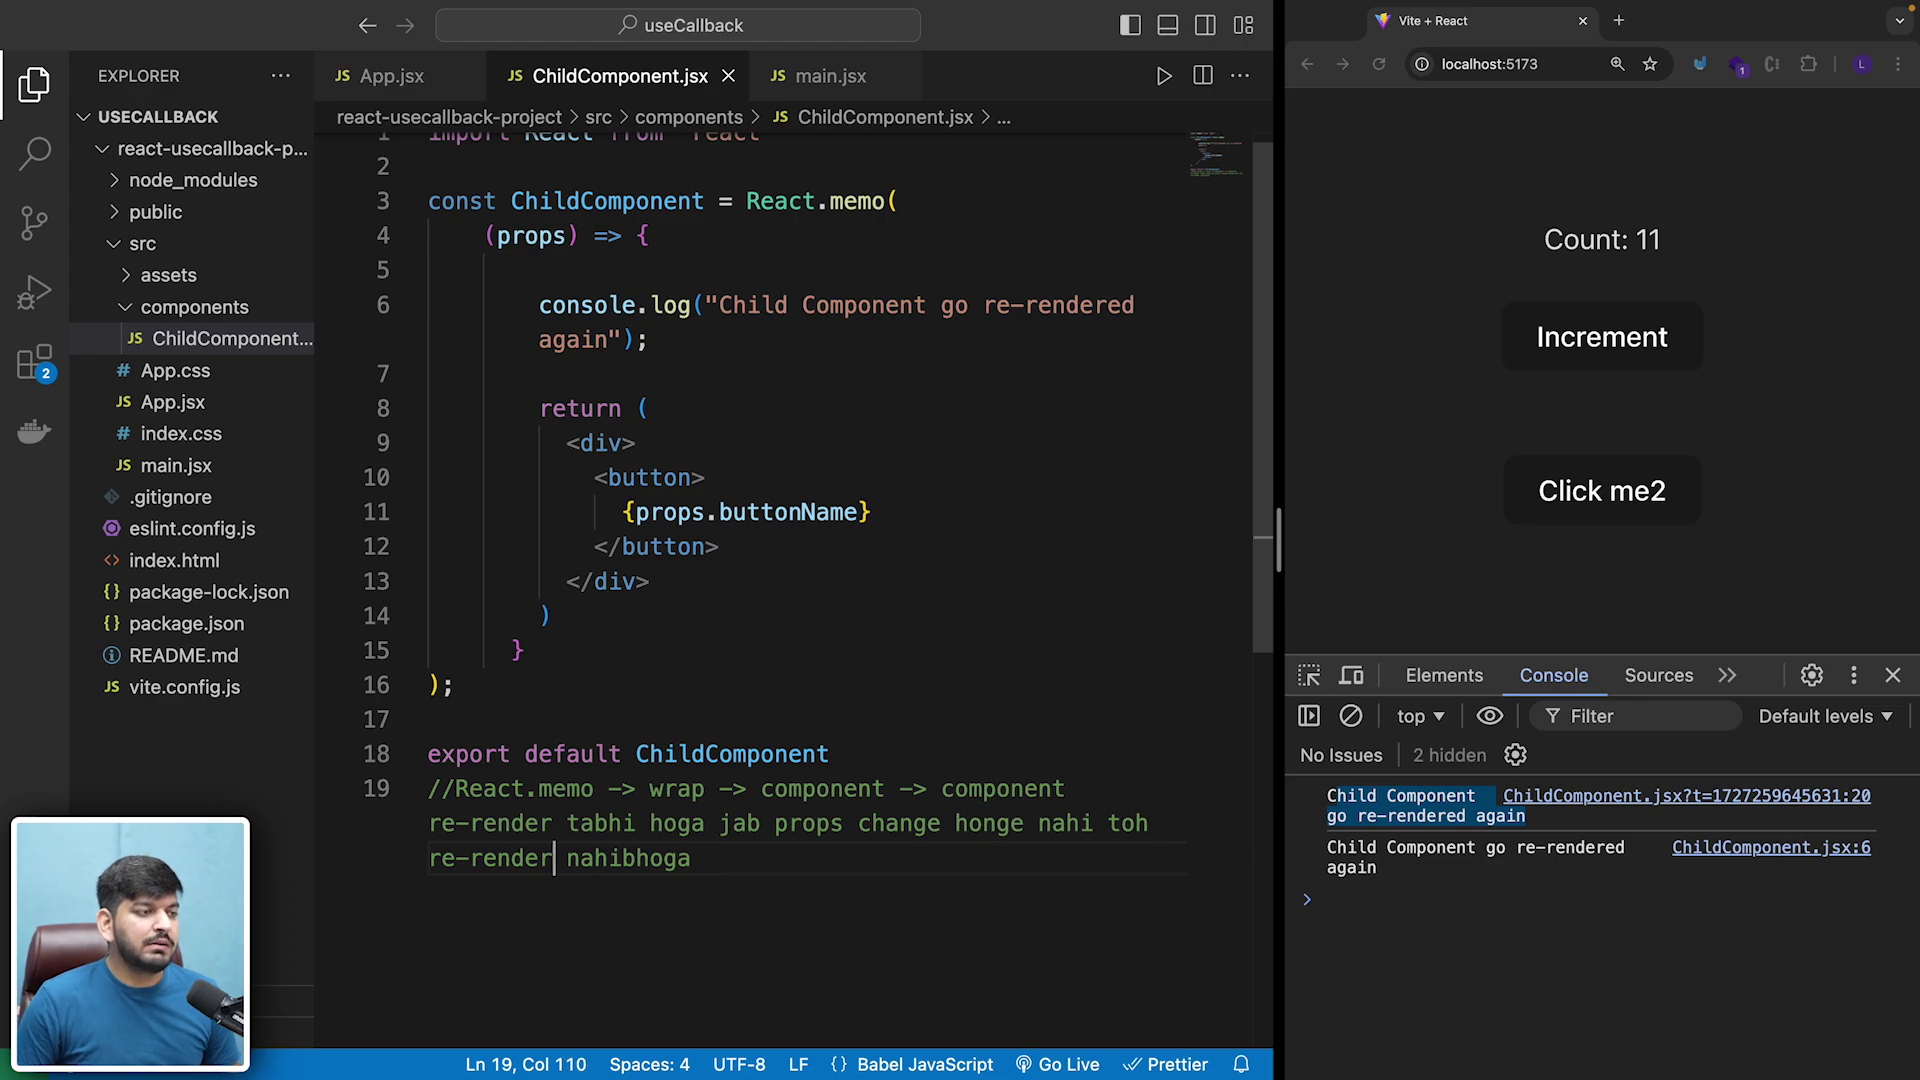 useCallback
EXPLORER
USECALLBACK
react-usecallback-p...
node_modules
public
src
assets
components
ChildComponent...
App.css
App.jsx
index.css
main.jsx
.gitignore
eslint.config.js
index.html
package-lock.json
package.json
README.md
vite.config.js
2
App.jsx
ChildComponent.jsx
main.jsx
react-usecallback-project > src > components > ChildComponent.jsx > ...
1 import React from 'react'
2
3 const ChildComponent = React.memo(
4 (props) => {
5
6 console.log("Child Component go re-rendered
again");
7
8 return (
9 <div>
10 <button>
11 {props.buttonName}
12 </button>
13 </div>
14 )
15 }
16 );
17
18 export default ChildComponent
19 //React.memo -> wrap -> component -> component
re-render tabhi hoga jab props change honge nahi toh
re-render nahibhoga
Ln 19, Col 110 Spaces: 4 UTF-8 LF {} Babel JavaScript Go Live Prettier
Vite + React
localhost:5173
1
L
Count: 11
Increment
Click me2
Elements Console Sources
top Filter Default levels
No Issues 2 hidden
Child Component ChildComponent.jsx?t=1727259645631:20
go re-rendered again
Child Component go re-rendered ChildComponent.jsx:6
again